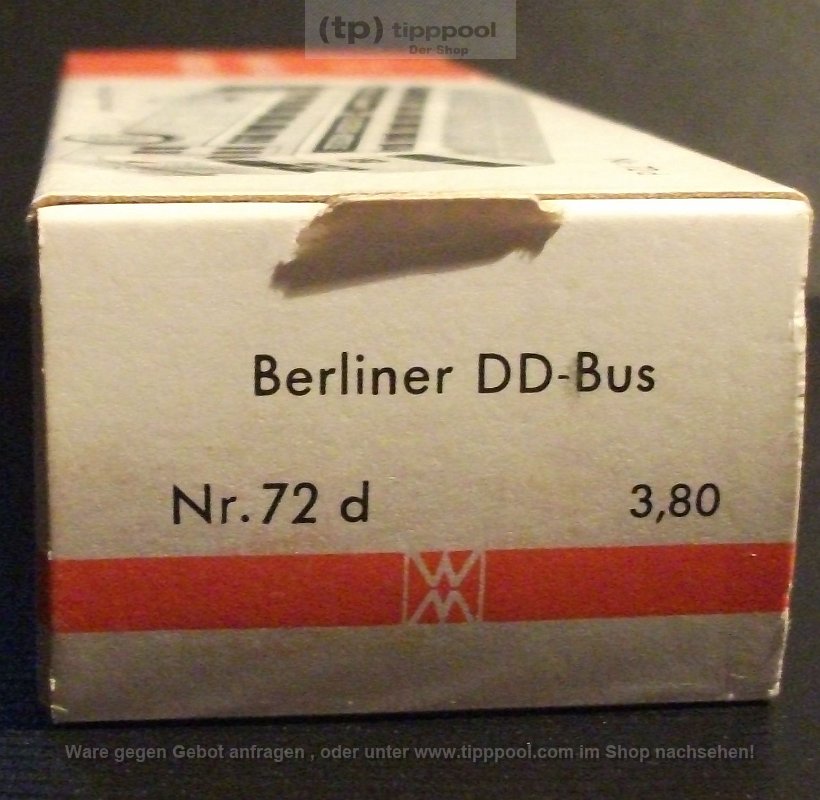 (tp) tipppool
Der Shop
Berliner DD-Bus
Nr. 72 d
3,80
WM
Ware gegen Gebot anfragen , oder unter www.tipppool.com im Shop nachsehen!